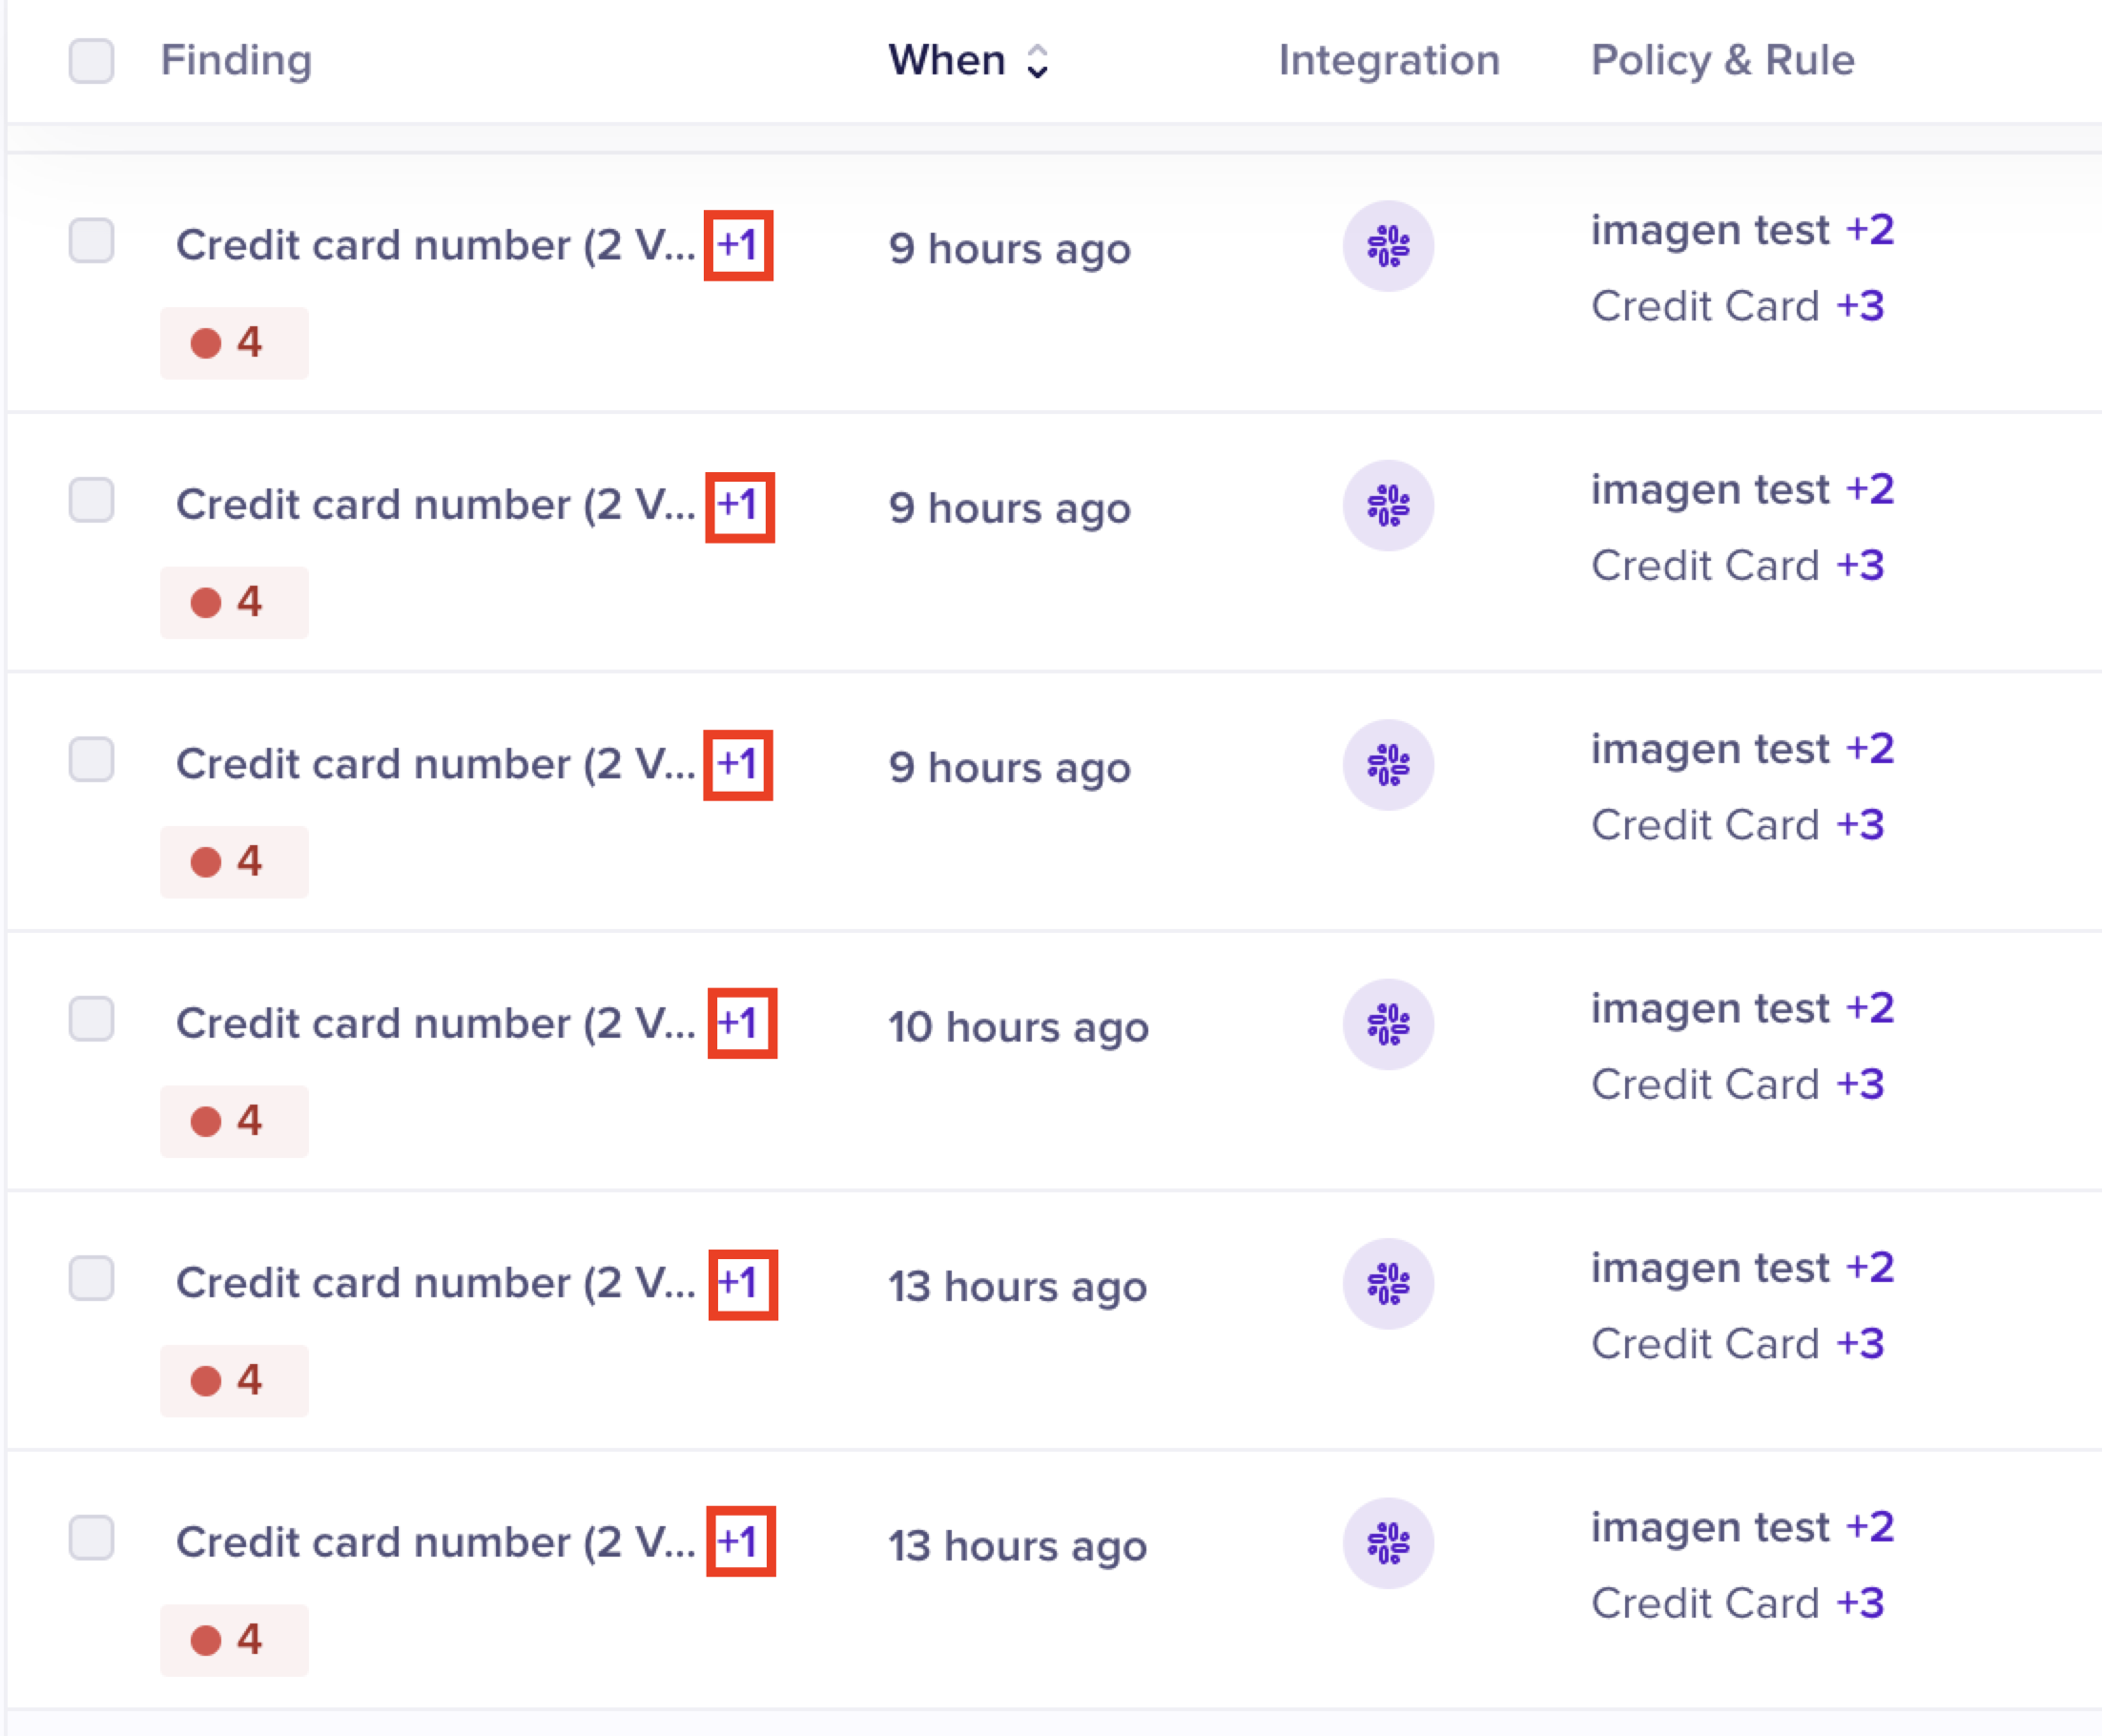 Finding When Integration Policy & Rule
Credit card number (2 V... +1 9 hours ago imagen test +2
Credit Card +3
4
Credit card number (2 V... +1 9 hours ago imagen test +2
Credit Card +3
4
Credit card number (2 V... +1 9 hours ago imagen test +2
Credit Card +3
4
Credit card number (2 V... +1 10 hours ago imagen test +2
Credit Card +3
4
Credit card number (2 V... +1 13 hours ago imagen test +2
Credit Card +3
4
Credit card number (2 V... +1 13 hours ago imagen test +2
Credit Card +3
4